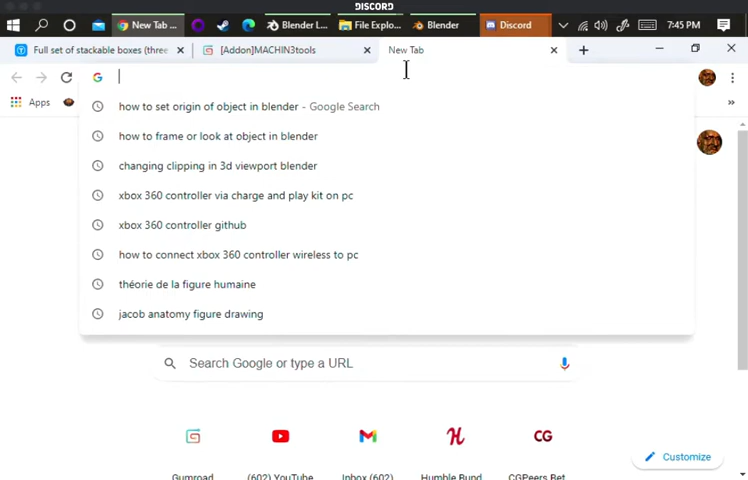 DISCORD
New Tab ...
Blender L...
File Explo...
Blender
Discord
7:45 PM
Full set of stackable boxes (three
[Addon]MACHIN3tools
New Tab
Apps
how to set origin of object in blender - Google Search
how to frame or look at object in blender
changing clipping in 3d viewport blender
xbox 360 controller via charge and play kit on pc
xbox 360 controller github
how to connect xbox 360 controller wireless to pc
théorie de la figure humaine
jacob anatomy figure drawing
Search Google or type a URL
CG
Customize
Gumroad
(602) YouTube
Inbox (602)
Humble Bund
CGPeers Bet